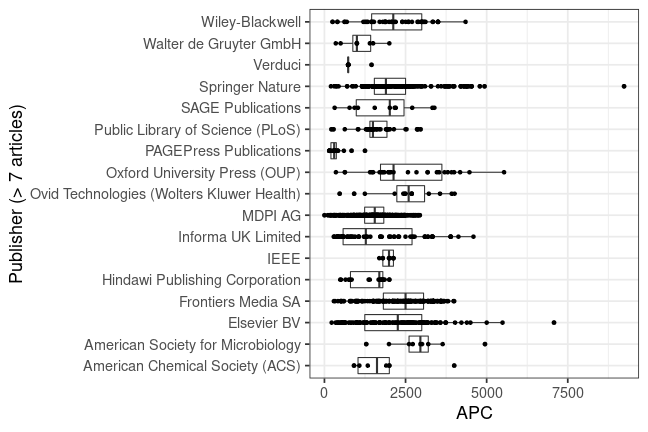 Publisher (> 7 articles)
Wiley-Blackwell
Walter de Gruyter GmbH
Verduci
Springer Nature
SAGE Publications
Public Library of Science (PLoS)
PAGEPress Publications
Oxford University Press (OUP)
Ovid Technologies (Wolters Kluwer Health)
MDPI AG
Informa UK Limited
IEEE
Hindawi Publishing Corporation
Frontiers Media SA
Elsevier BV
American Society for Microbiology
American Chemical Society (ACS)
0 2500 5000 7500
APC